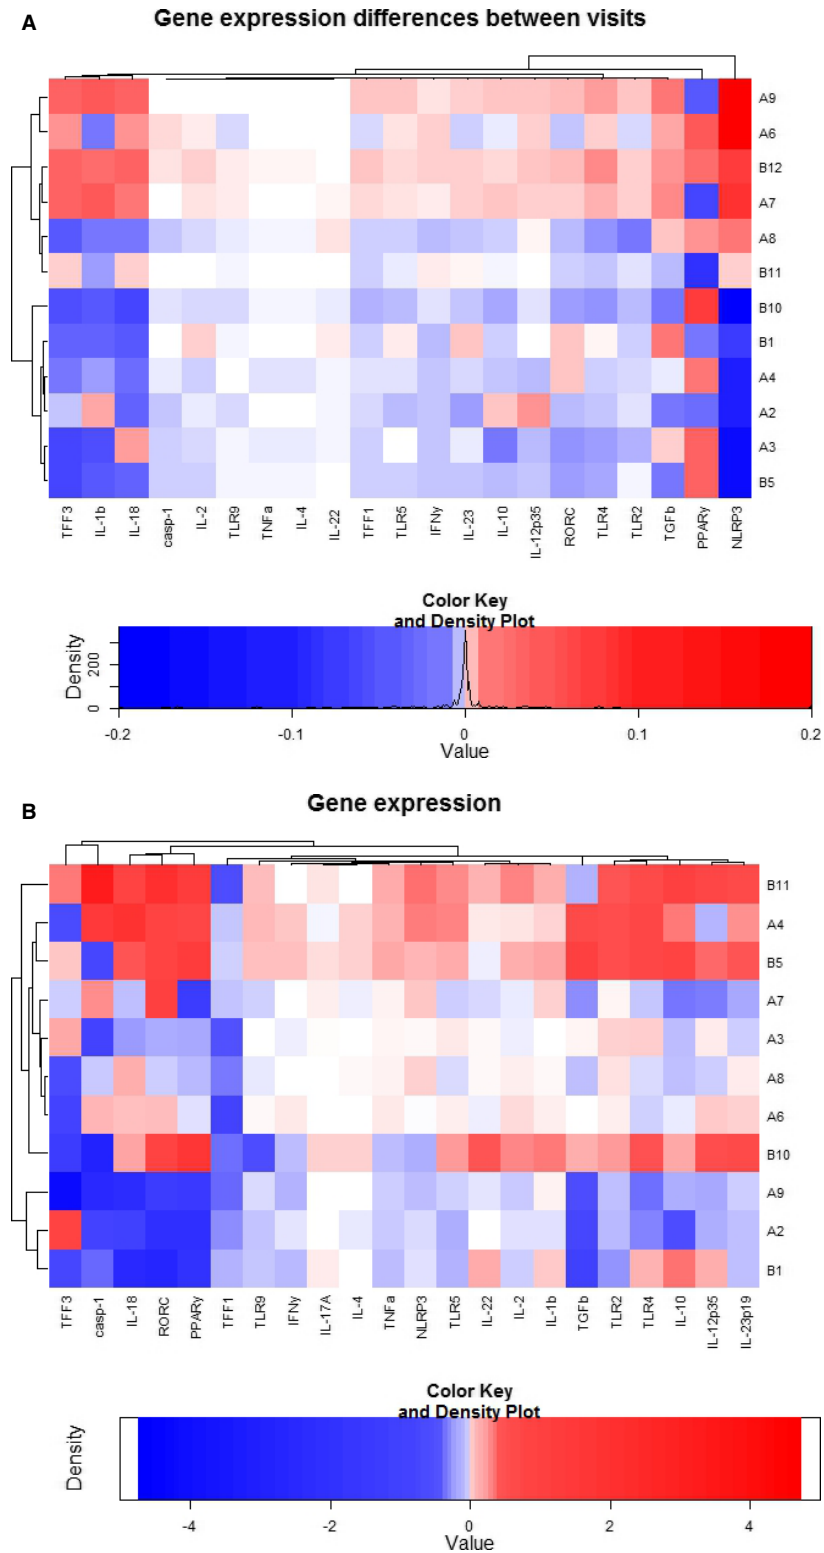 A
Gene expression differences between visits
A9
A6
B12
A7
A8
B11
B10
B1
A4
A2
A3
B5
TFF3 IL-1b IL-18 casp-1 IL-2 TLR9 TNFa IL-4 IL-22 TFF1 TLR5 IFNy IL-23 IL-10 IL-12p35 RORC TLR4 TLR2 TGFb PPARy NLRP3
Color Key
and Density Plot
Density
0 200
-0.2 -0.1 0 0.1 0.2
Value
B
Gene expression
B11
A4
B5
A7
A3
A8
A6
B10
A9
A2
B1
TFF3 casp-1 IL-18 RORC PPARy TFF1 TLR9 IFNy IL-17A IL-4 TNFa NLRP3 TLR5 IL-22 IL-2 IL-1b TGFb TLR2 TLR4 IL-10 IL-12p35 IL-23p19
Color Key
and Density Plot
Density
-4 -2 0 2 4
Value